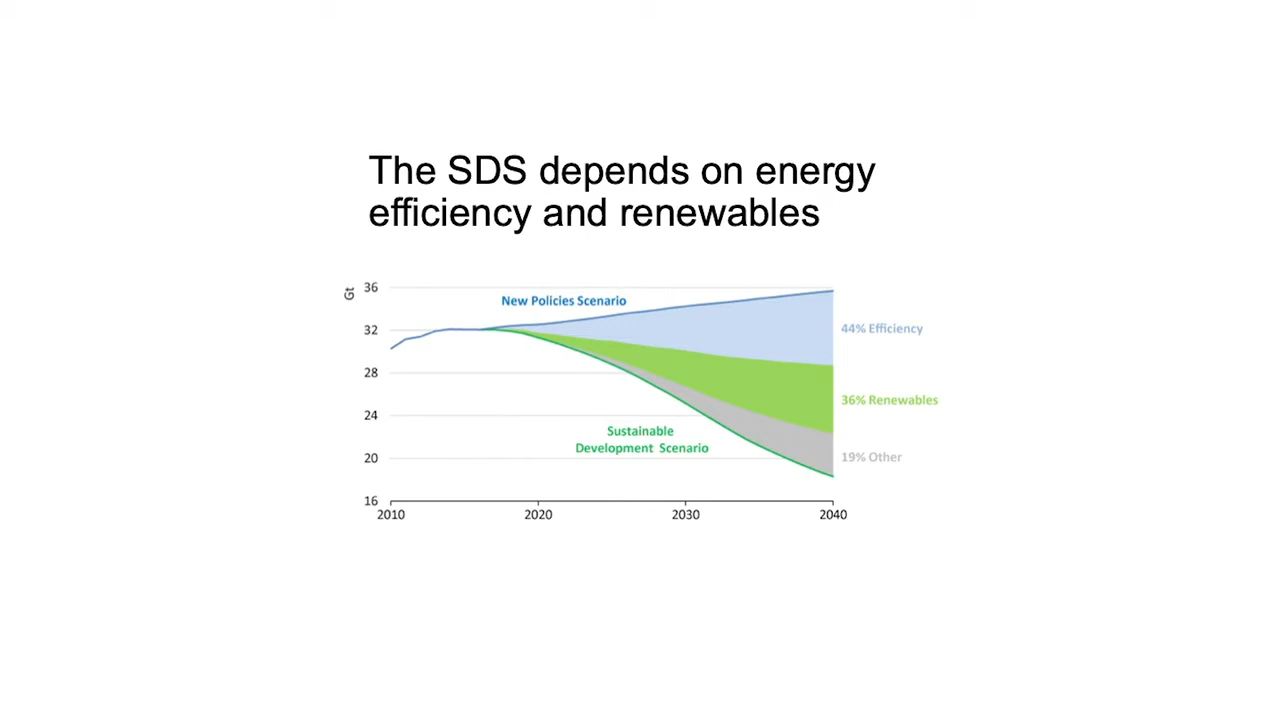 The SDS depends on energy
efficiency and renewables
Gt
36
New Policies Scenario
44% Efficiency
32
28
36% Renewables
24
Sustainable
Development Scenario
19% Other
20
16
2010
2020
2030
2040